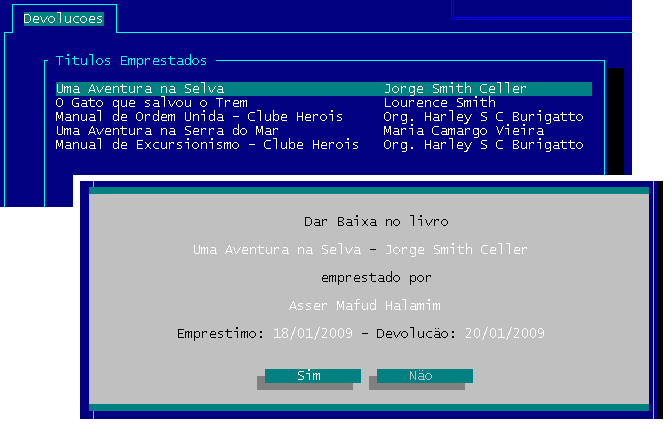 Devolucoes
Titulos Emprestados
Uma Aventura na Selva Jorge Smith Celler
O Gato que salvou o Trem Lourence Smith
Manual de Ordem Unida - Clube Herois Org. Harley S C Burigatto
Uma Aventura na Serra do Mar Maria Camargo Vieira
Manual de Excursionismo - Clube Herois Org. Harley S C Burigatto
Dar Baixa no livro
Uma Aventura na Selva - Jorge Smith Celler
emprestado por
Asser Mafud Halamim
Emprestimo: 18/01/2009 - Devolucäo: 20/01/2009
Sim Não